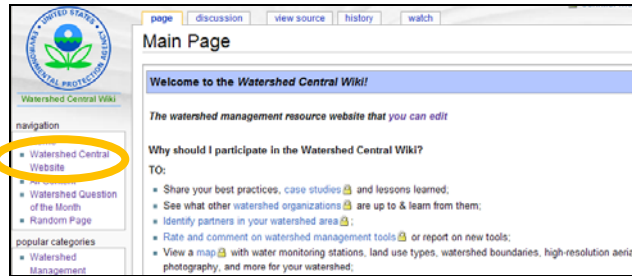 page discussion view source history watch
Main Page
UNITED STATES
ENVIRONMENTAL PROTECTION AGENCY
Watershed Central Wiki
Welcome to the Watershed Central Wiki!
The watershed management resource website that you can edit
navigation
Watershed Central
Website
Watershed Question
of the Month
Random Page
popular categories
Watershed
Management
Why should I participate in the Watershed Central Wiki?
TO:
Share your best practices, case studies and lessons learned;
See what other watershed organizations are up to & learn from them;
Identify partners in your watershed area;
Rate and comment on watershed management tools or report on new tools;
View a map with water monitoring stations, land use types, watershed boundaries, high-resolution
photography, and more for your watershed;